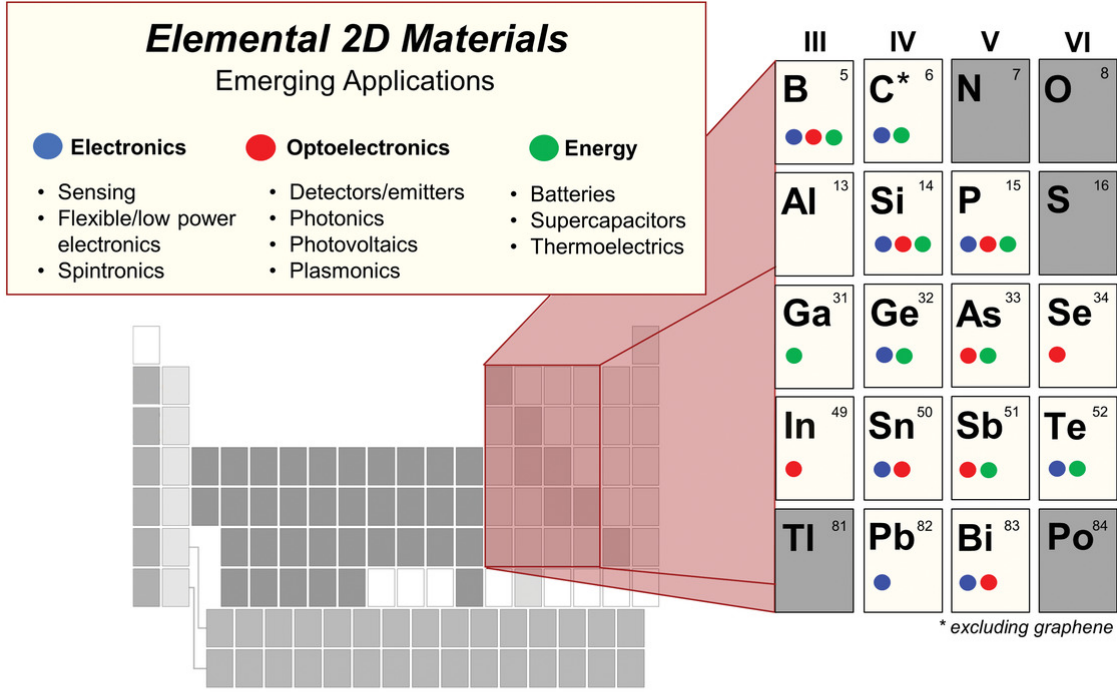 Elemental 2D Materials
Emerging Applications
Electronics
• Sensing
• Flexible/low power
electronics
• Spintronics
Optoelectronics
• Detectors/emitters
• Photonics
• Photovoltaics
• Plasmonics
Energy
• Batteries
• Supercapacitors
• Thermoelectrics
III IV V VI
B 5 C* 6 N 7 O 8
Al 13 Si 14 P 15 S 16
Ga 31 Ge 32 As 33 Se 34
In 49 Sn 50 Sb 51 Te 52
Tl 81 Pb 82 Bi 83 Po 84
* excluding graphene